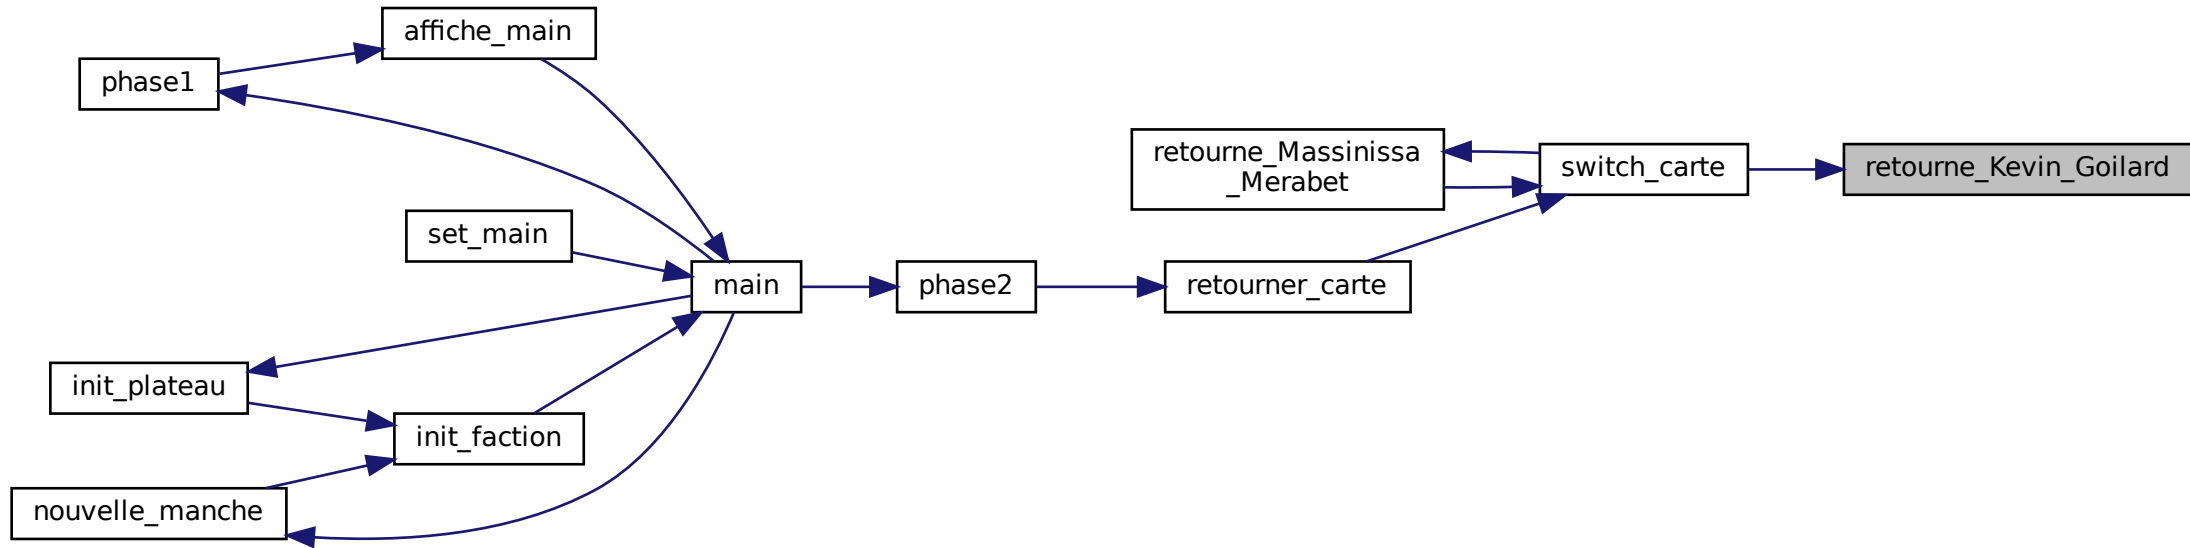 affiche_main
phase1
retourne_Massinissa
_Merabet
switch_carte
retourne_Kevin_Goilard
set_main
main
phase2
retourner_carte
init_plateau
init_faction
nouvelle_manche